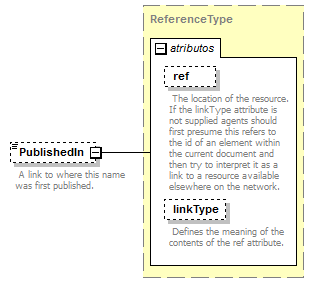 ReferenceType
atributos
ref
The location of the resource.
If the linkType attribute is
not supplied agents should
first presume this refers to
the id of an element within
the current document and
then try to interpret it as a
link to a resource available
elsewhere on the network.
PublishedIn
A link to where this name
was first published.
linkType
Defines the meaning of the
contents of the ref attribute.